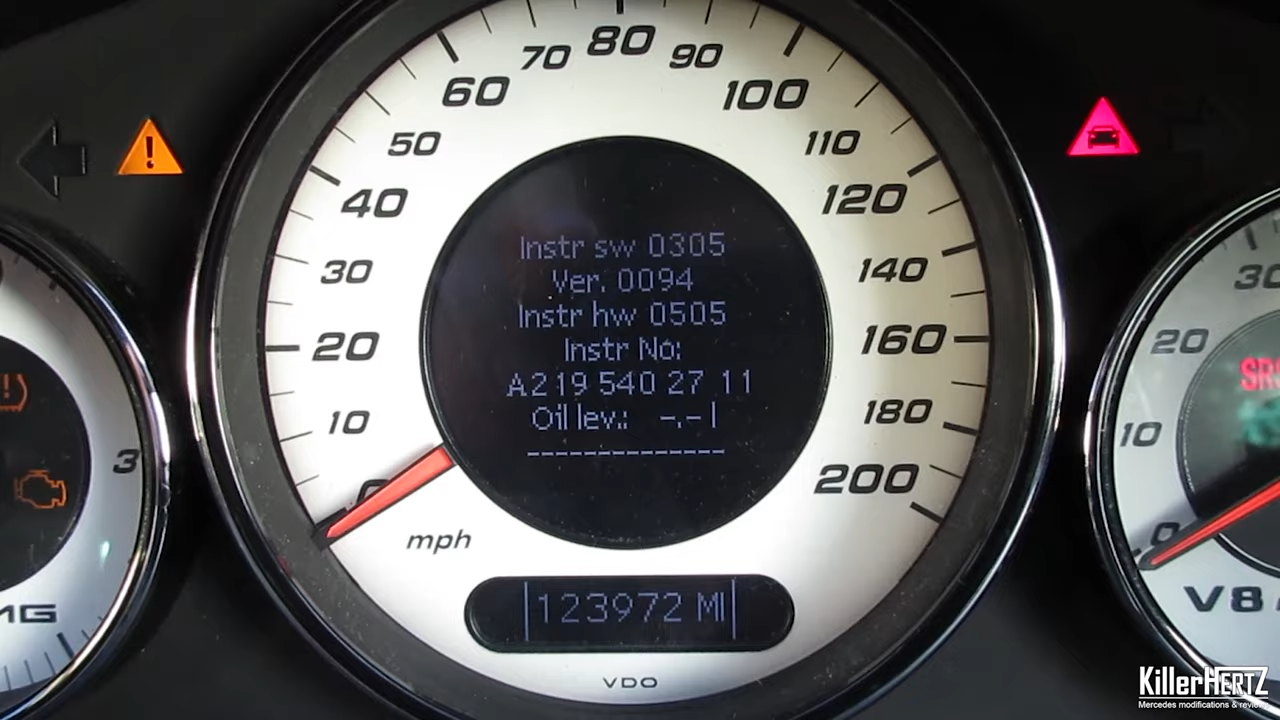 80
70
90
60
100
50
110
40
120
30
140
20
160
10
180
0
200
mph
Instr sw 0305
Ver. 0094
Instr hw 0505
Instr No:
A219 540 27 11
Oil lev.: -.- l
--------------
123972 MI
VDO
3
!
30
20
10
0
V8
KillerHERTZ
Mercedes modifications & reviews